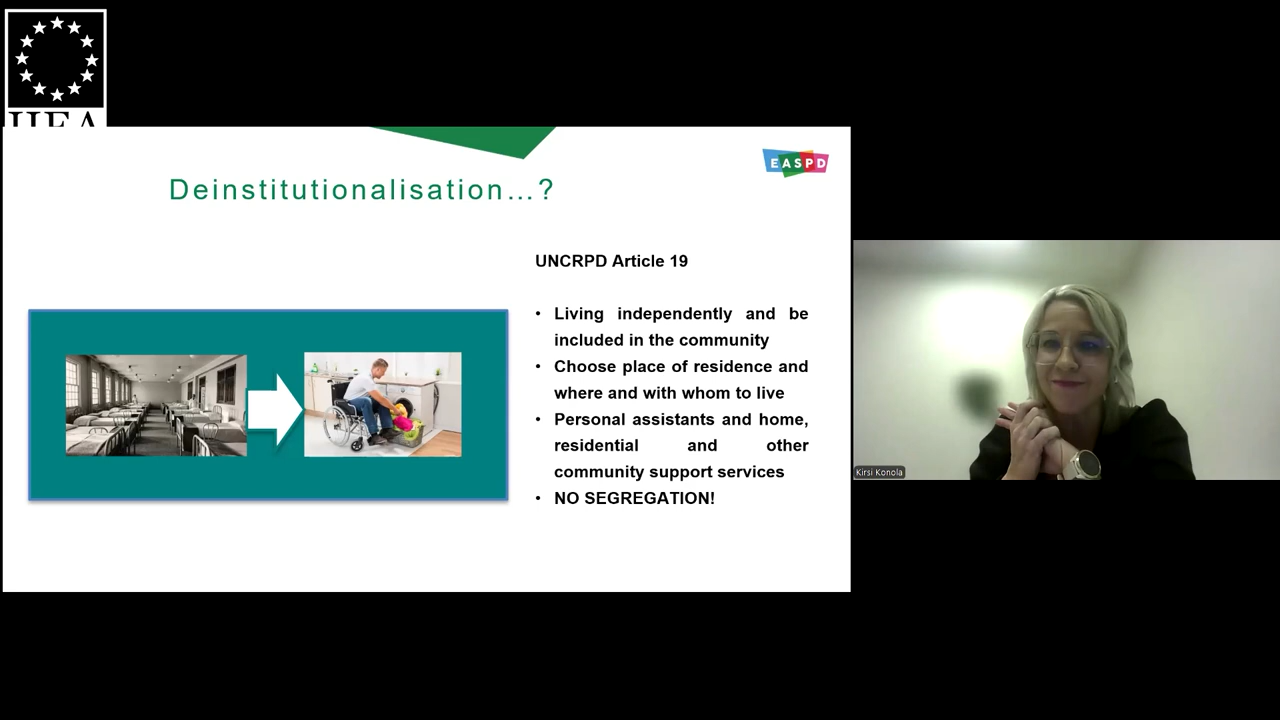 EASPD
Deinstitutionalisation...?
UNCRPD Article 19
• Living independently and be
included in the community
• Choose place of residence and
where and with whom to live
• Personal assistants and home,
residential and other
community support services
• NO SEGREGATION!
Kirsi Konola